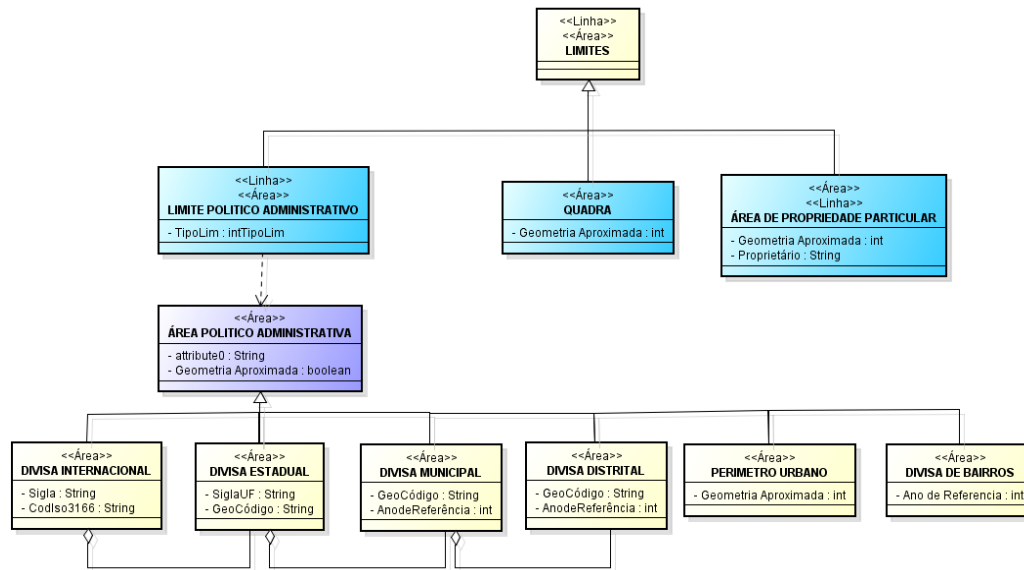 <<Linha>>
<<Área>>
LIMITES
<<Linha>>
<<Área>>
LIMITE POLITICO ADMINISTRATIVO
- TipoLim : intTipoLim
<<Área>>
QUADRA
- Geometria Aproximada : int
<<Área>>
<<Linha>>
ÁREA DE PROPRIEDADE PARTICULAR
- Geometria Aproximada : int
- Proprietário : String
<<Área>>
ÁREA POLITICO ADMINISTRATIVA
- attribute0 : String
- Geometria Aproximada : boolean
<<Área>>
DIVISA INTERNACIONAL
- Sigla : String
- CodIso3166 : String
<<Área>>
DIVISA ESTADUAL
- SiglaUF : String
- GeoCódigo : String
<<Área>>
DIVISA MUNICIPAL
- GeoCódigo : String
- AnodeReferência : int
<<Área>>
DIVISA DISTRITAL
- GeoCódigo : String
- AnodeReferência : int
<<Área>>
PERIMETRO URBANO
- Geometria Aproximada : int
<<Área>>
DIVISA DE BAIRROS
- Ano de Referencia : int